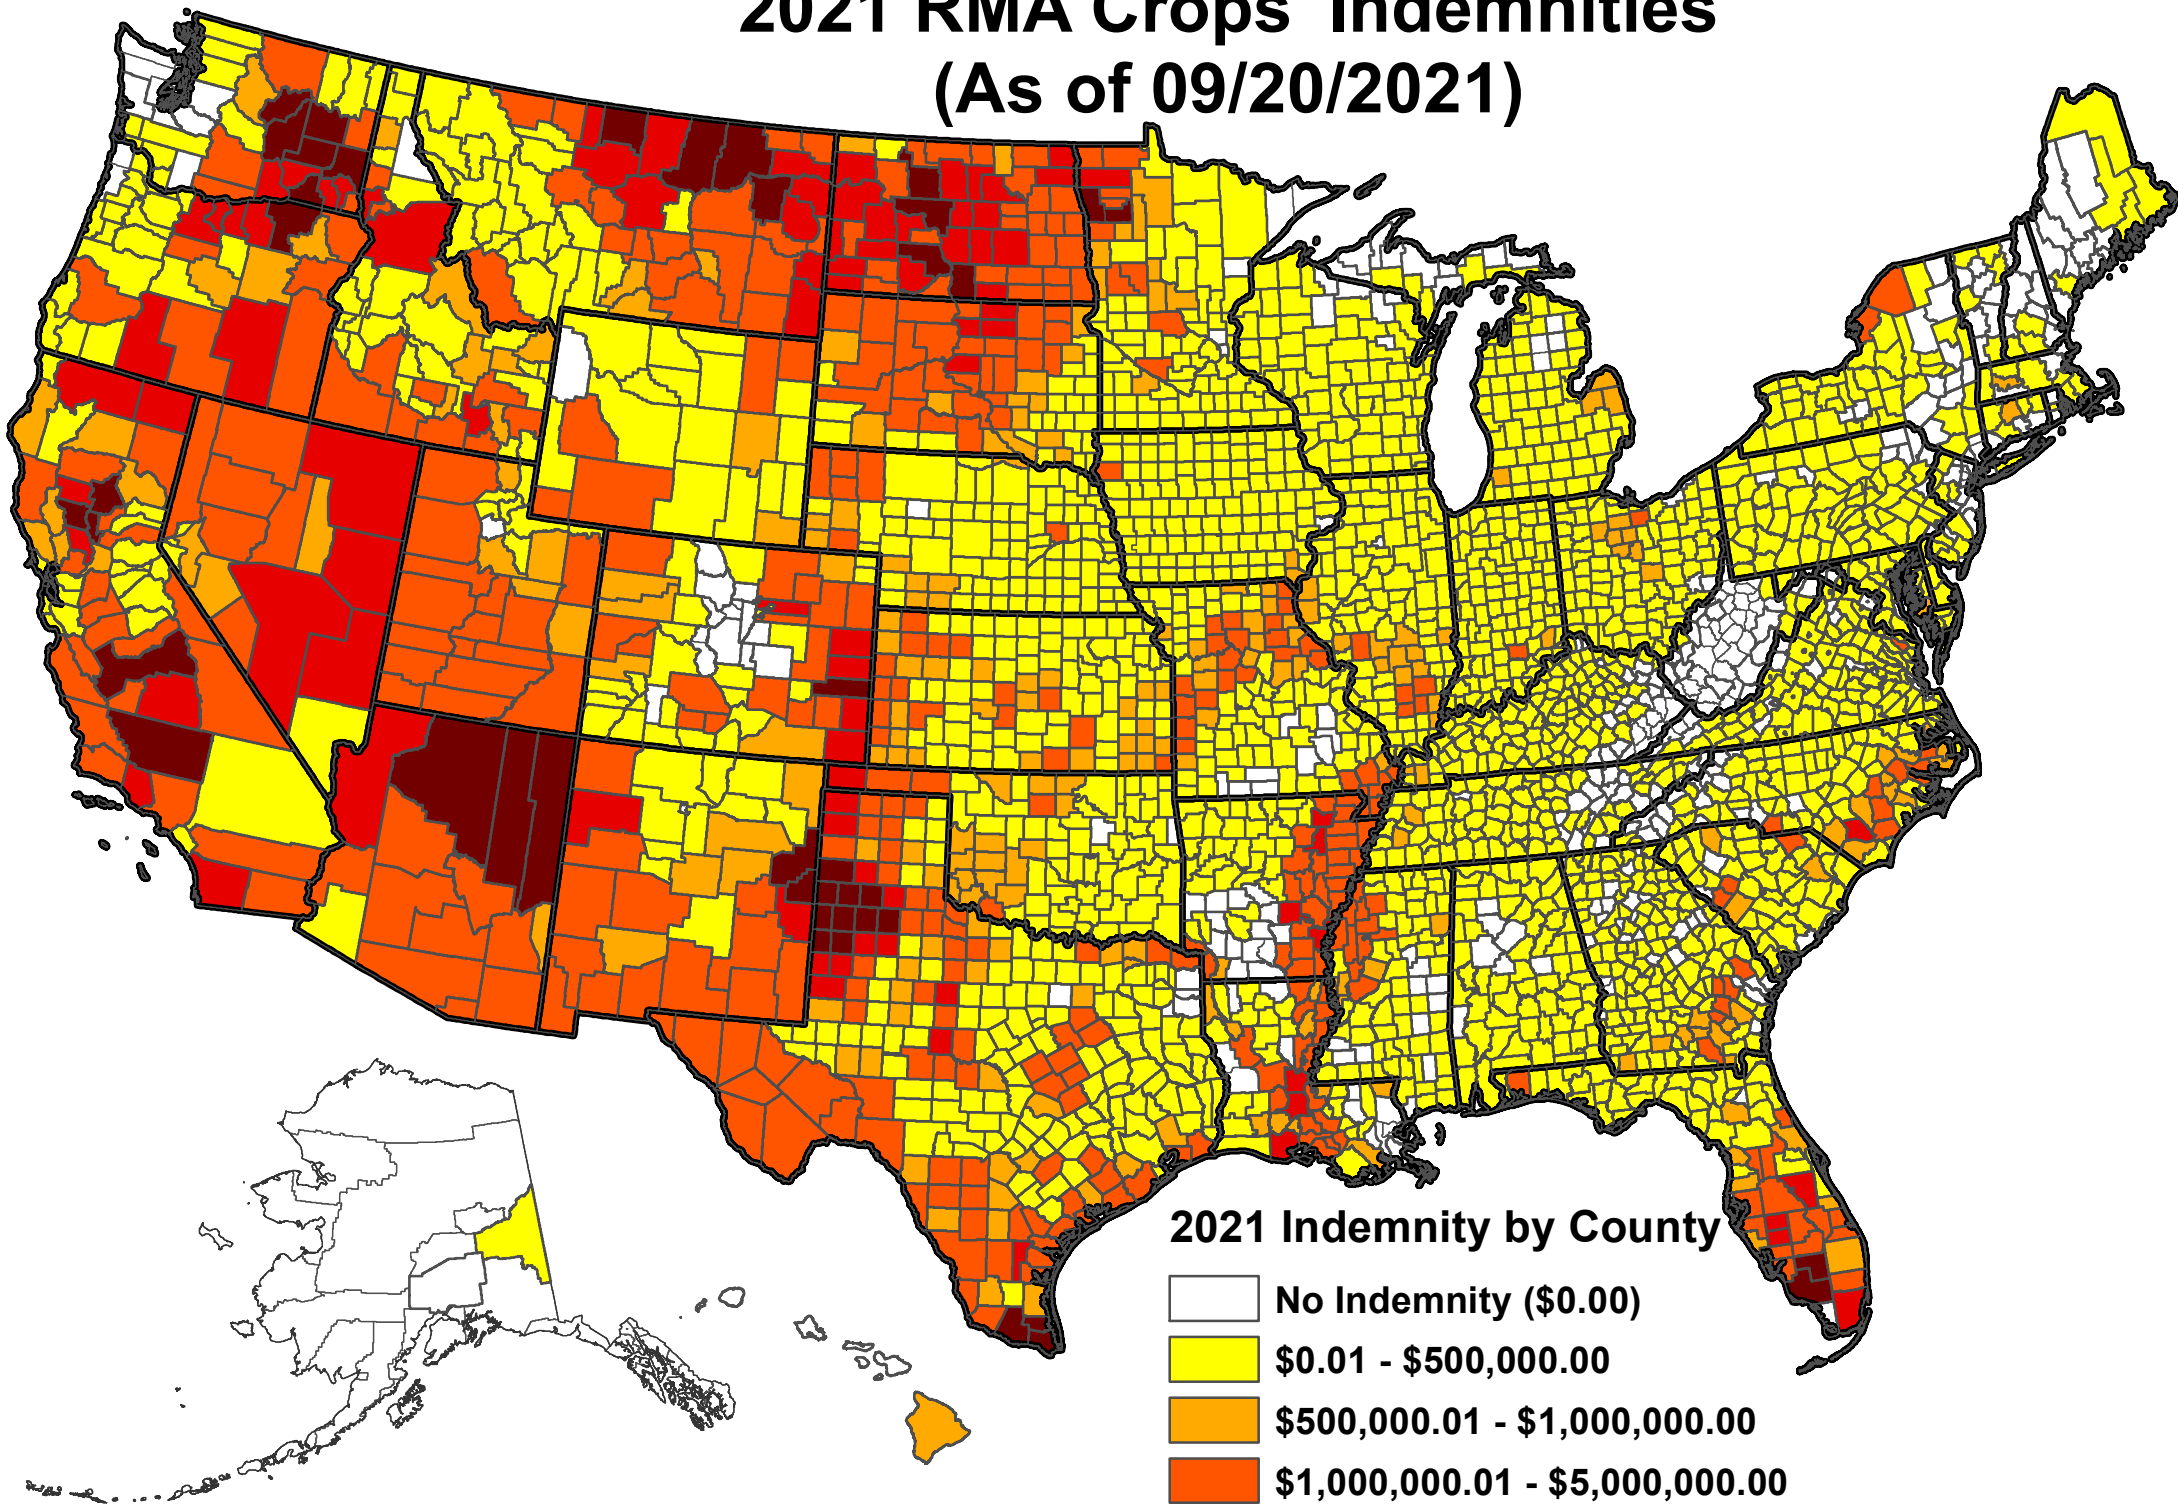 2021 RMA Crops' Indemnities
(As of 09/20/2021)
2021 Indemnity by County
No Indemnity ($0.00)
$0.01 - $500,000.00
$500,000.01 - $1,000,000.00
$1,000,000.01 - $5,000,000.00